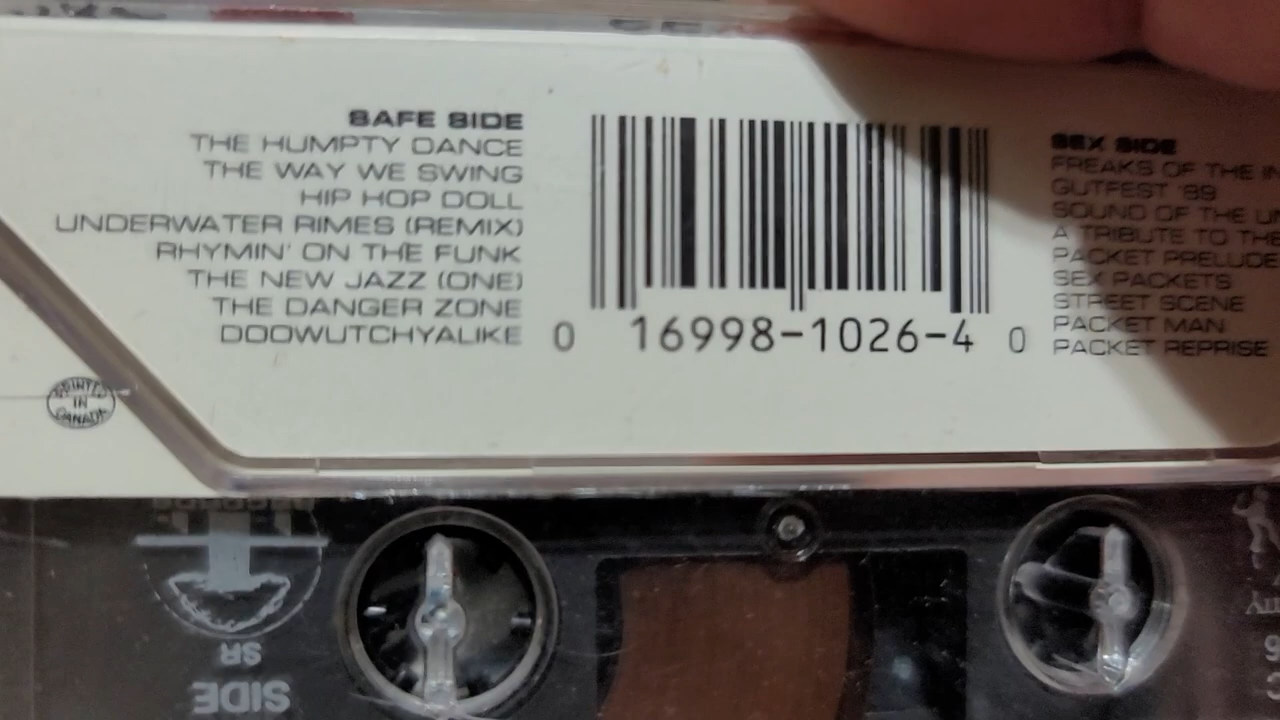 SAFE SIDE
THE HUMPTY DANCE
THE WAY WE SWING
HIP HOP DOLL
UNDERWATER RIMES (REMIX)
RHYMIN' ON THE FUNK
THE NEW JAZZ (ONE)
THE DANGER ZONE
DOOWUTCHYALIKE
0 16998-1026-4 0
SEX SIDE
FREAKS OF THE
GUTFEST '89
SOUND OF THE
A TRIBUTE TO THE
PACKET PRELUDE
SEX PACKETS
STREET SCENE
PACKET MAN
PACKET REPRISE
PRINTED
IN
CANADA
SR
SIDE